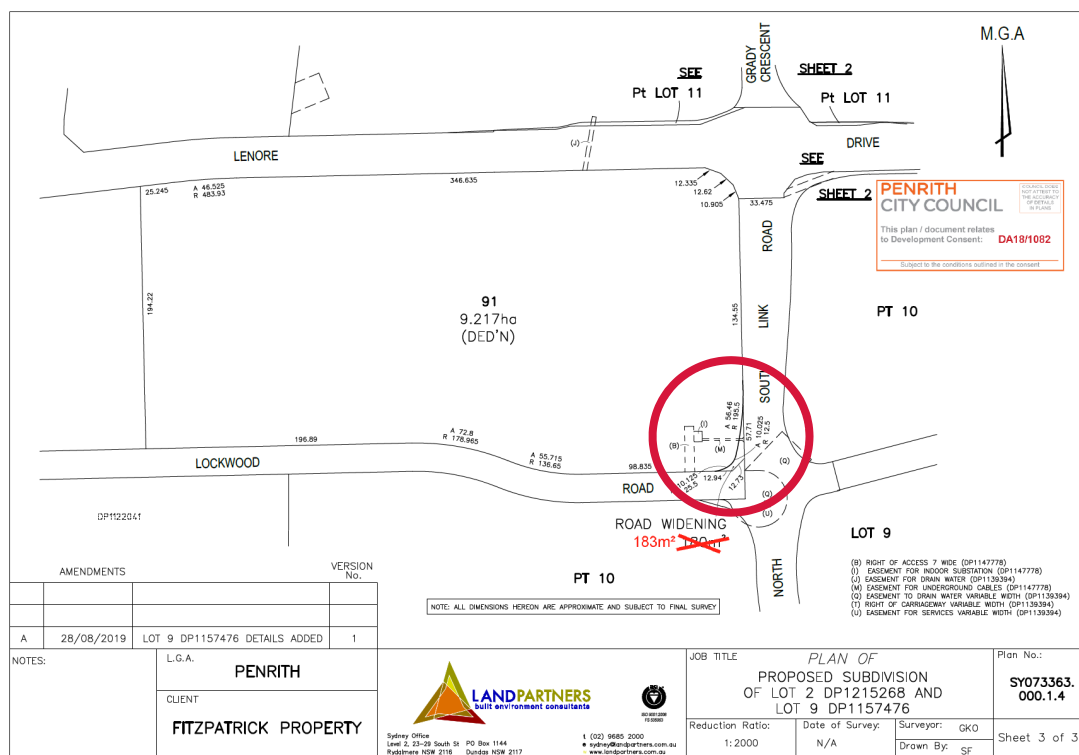 M.G.A
GRADY
CRESCENT
SEE
SHEET 2
Pt LOT 11
Pt LOT 11
(J)
LENORE
DRIVE
SEE
SHEET 2
25.245
A 46.525
R 483.93
346.635
12.335
12.62
10.905
33.475
PENRITH
CITY COUNCIL
COUNCIL DOES
NOT ATTEST TO
THE ACCURACY
OF DETAILS
IN PLANS
This plan / document relates
to Development Consent: DA18/1082
Subject to the conditions outlined in the consent
ROAD
LINK
SOUTH
194.22
91
9.217ha
(DED'N)
134.55
PT 10
A 56.46
R 195.5
57.71
A 10.025
R 12.5
(I)
(B)
(M)
(Q)
196.89
A 72.8
R 178.965
A 55.715
R 136.65
98.835
10.125
25.5
12.94
12.73
LOCKWOOD
ROAD
(Q)
(U)
DP1122041
ROAD WIDENING
183m² 180m²
LOT 9
PT 10
NORTH
(B) RIGHT OF ACCESS 7 WIDE (DP1147778)
(I) EASEMENT FOR INDOOR SUBSTATION (DP1147778)
(J) EASEMENT FOR DRAIN WATER (DP1139394)
(M) EASEMENT FOR UNDERGROUND CABLES (DP1147778)
(Q) EASEMENT TO DRAIN WATER VARIABLE WIDTH (DP1139394)
(T) RIGHT OF CARRIAGEWAY VARIABLE WIDTH (DP1139394)
(U) EASEMENT FOR SERVICES VARIABLE WIDTH (DP1139394)
NOTE: ALL DIMENSIONS HEREON ARE APPROXIMATE AND SUBJECT TO FINAL SURVEY
AMENDMENTS
VERSION
No.
A 28/08/2019 LOT 9 DP1157476 DETAILS ADDED 1
NOTES:
L.G.A.
PENRITH
CLIENT
FITZPATRICK PROPERTY
LANDPARTNERS
built environment consultants
Sydney Office
Level 2, 23-29 South St PO Box 1144
Rydalmere NSW 2116 Dundas NSW 2117
t (02) 9685 2000
e sydney@landpartners.com.au
w www.landpartners.com.au
JOB TITLE
PLAN OF
PROPOSED SUBDIVISION
OF LOT 2 DP1215268 AND
LOT 9 DP1157476
Reduction Ratio:
1:2000
Date of Survey:
N/A
Surveyor: GKO
Drawn By: SF
Plan No.:
SY073363.
000.1.4
Sheet 3 of 3